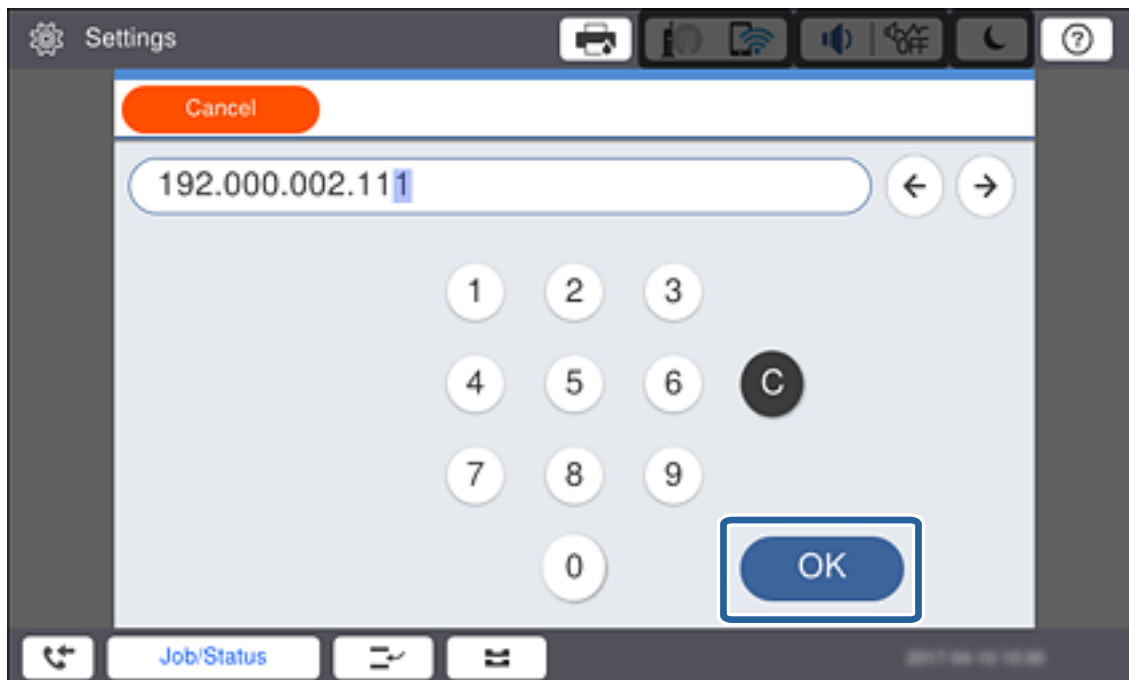 Settings
OFF
?
Cancel
192.000.002.111
1 2 3
4 5 6 C
7 8 9
0 OK
Job/Status